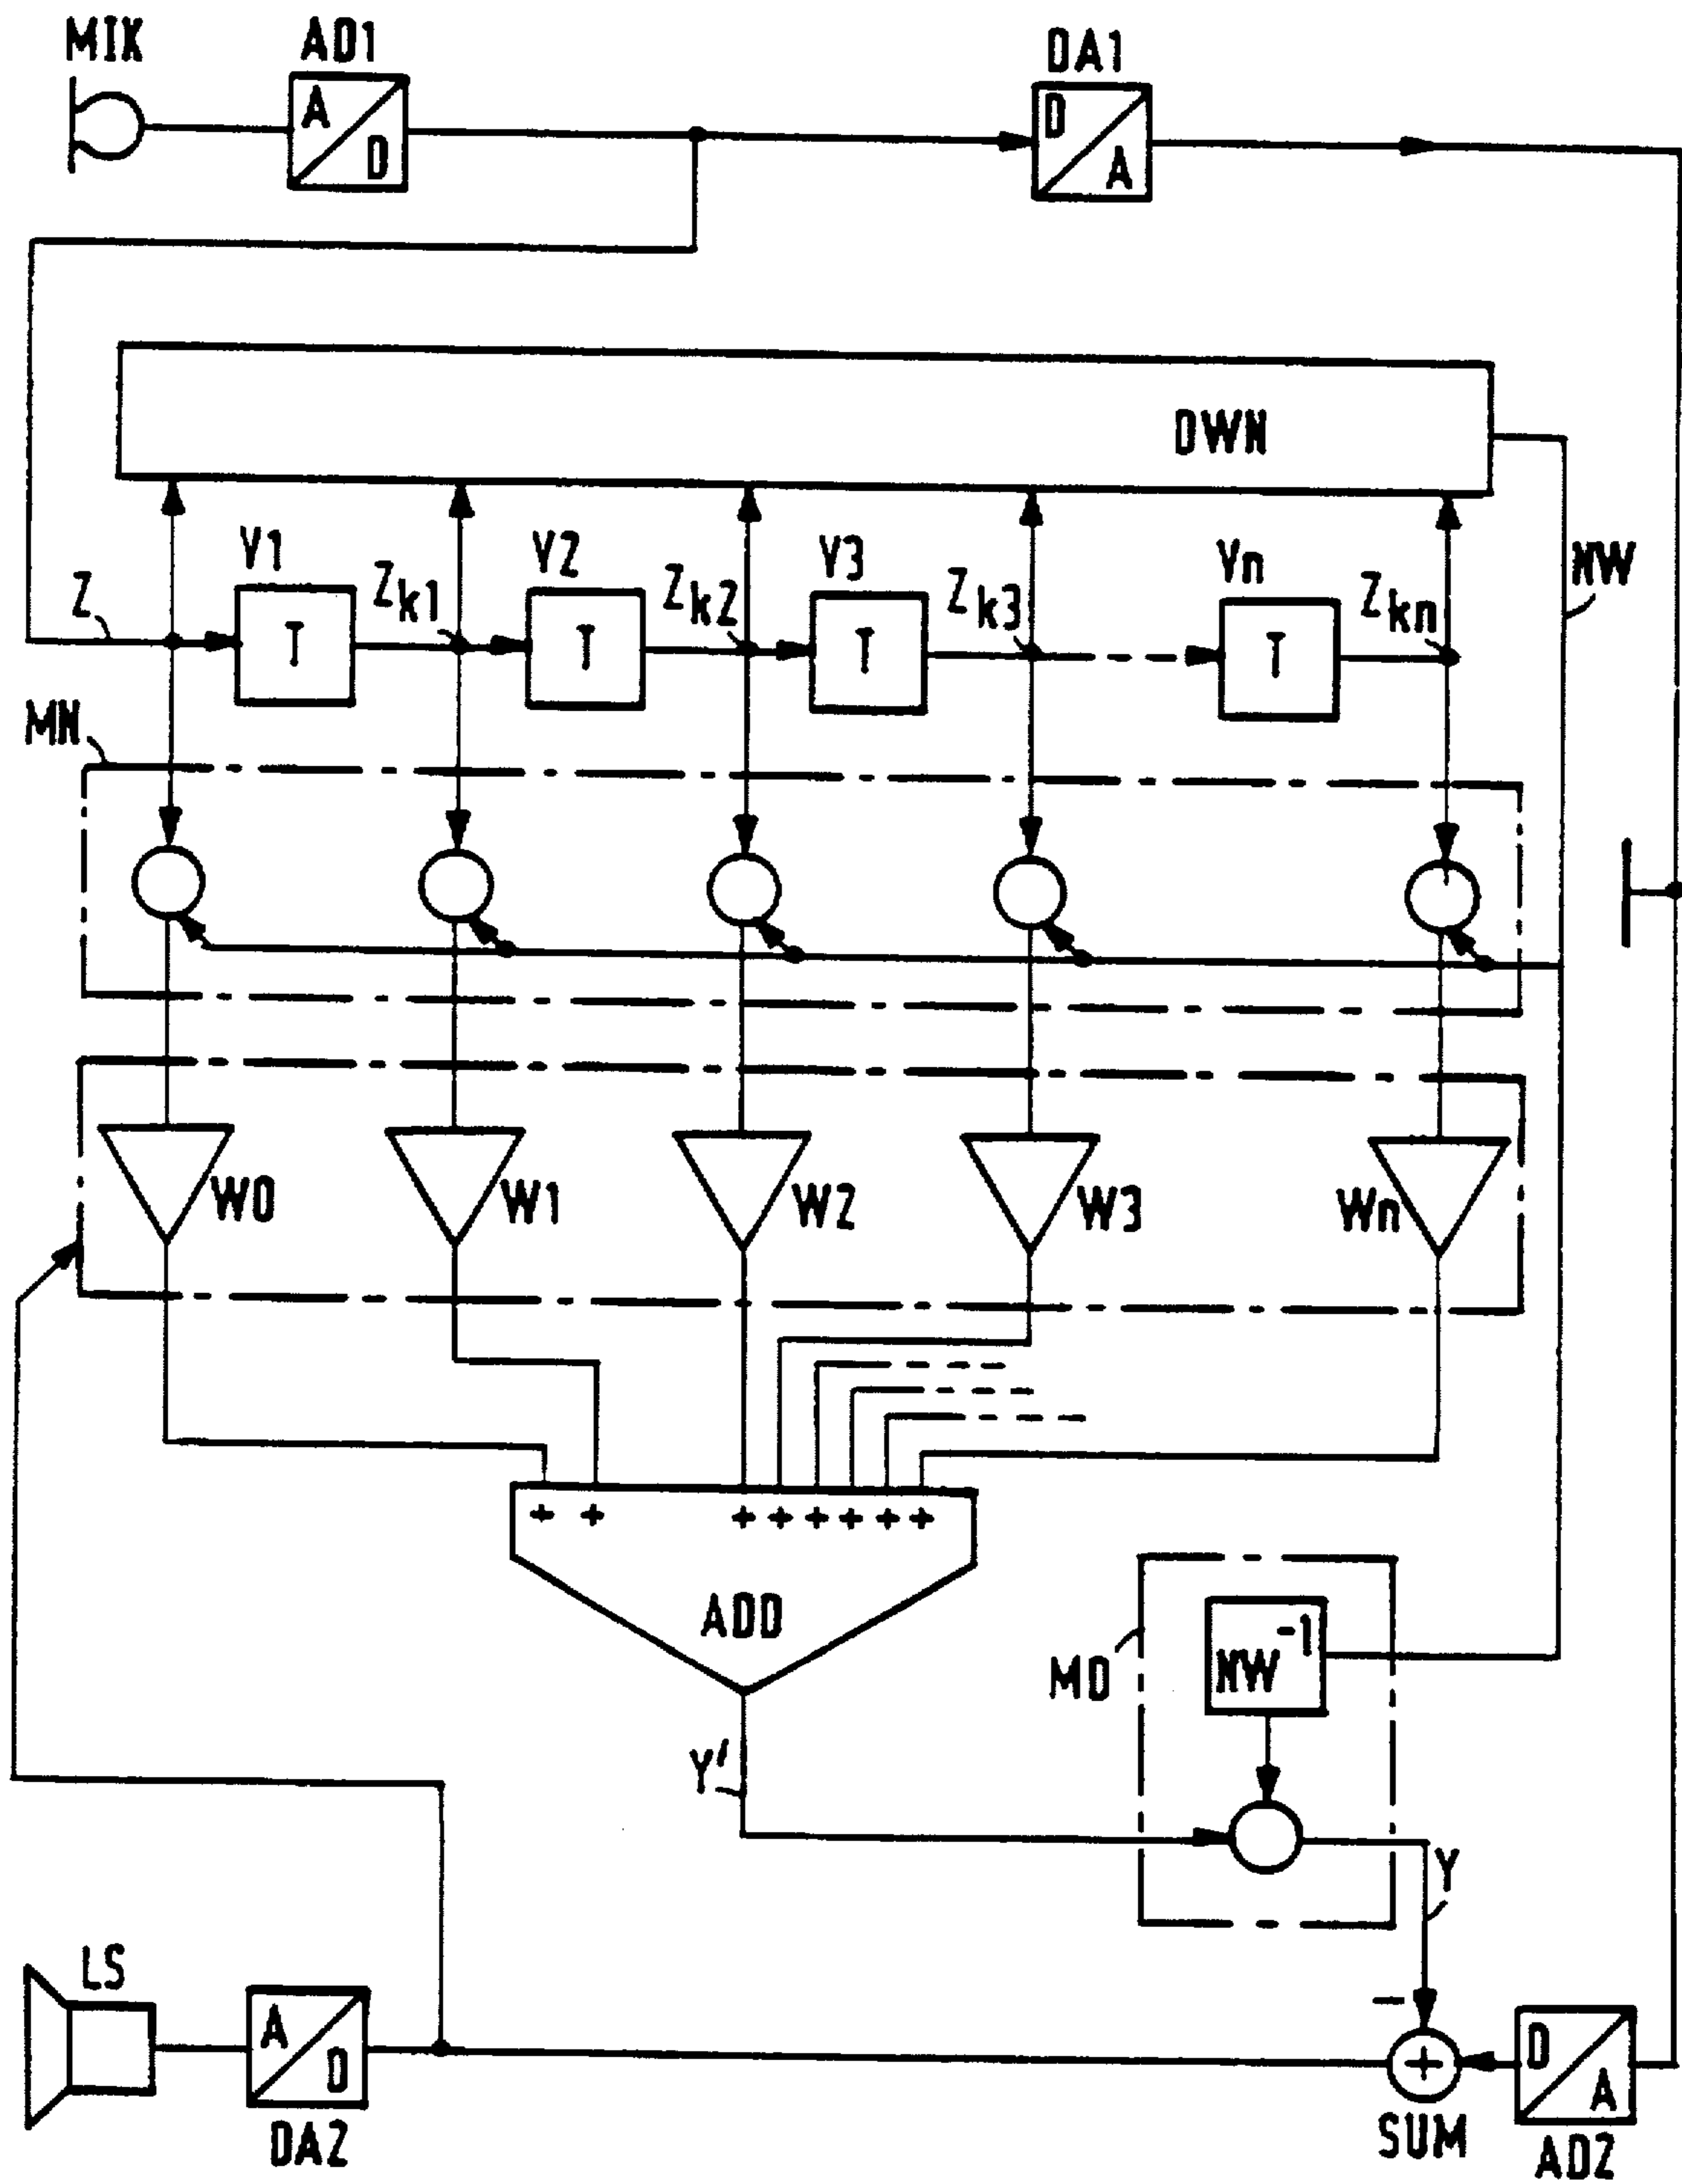 MIK AD1 DA1
A D
D A
DWN
V1 V2 V3 Vn NW
Z Zk1 Zk2 Zk3 Zkn
T T T T
MN
W0 W1 W2 W3 Wn
+ + + + + + + +
ADD
NW-1
MD
Y'
Y
LS
−
A D
+
D A
DA2
SUM
AD2